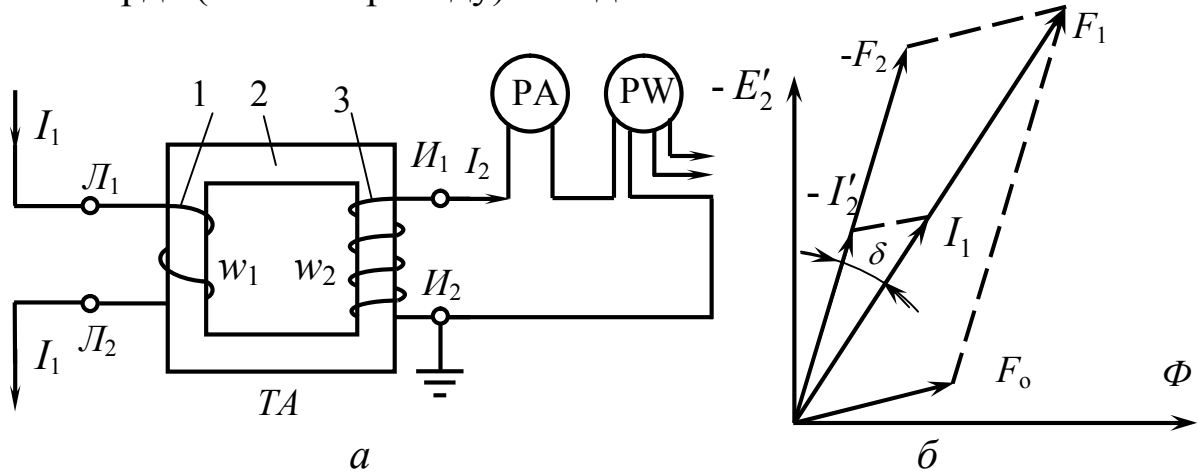 1 2 3
PA PW
I₁
Л₁
И₁ I₂
w₁ w₂
И₂
Л₂
I₁
TA
а
- E′₂
-F₂ F₁
- I′₂ δ I₁
Fₒ Ф
б